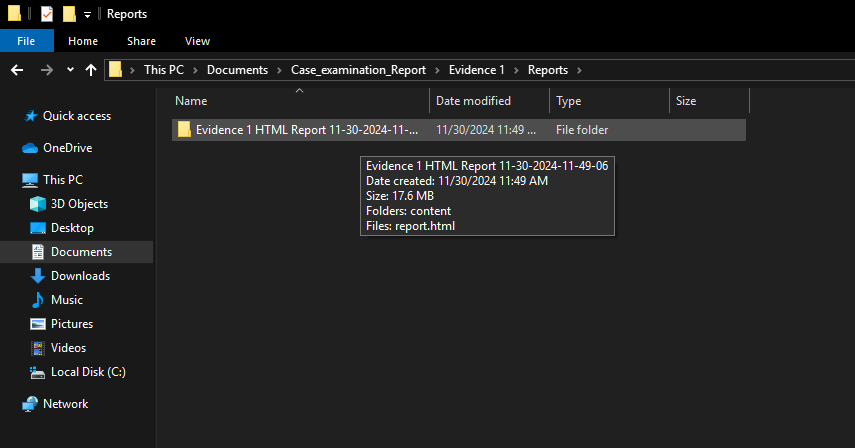 Reports
File Home Share View
This PC Documents Case_examination_Report Evidence 1 Reports
Name Date modified Type Size
Evidence 1 HTML Report 11-30-2024-11-... 11/30/2024 11:49 ... File folder
Evidence 1 HTML Report 11-30-2024-11-49-06
Date created: 11/30/2024 11:49 AM
Size: 17.6 MB
Folders: content
Files: report.html
Quick access
OneDrive
This PC
3D Objects
Desktop
Documents
Downloads
Music
Pictures
Videos
Local Disk (C:)
Network